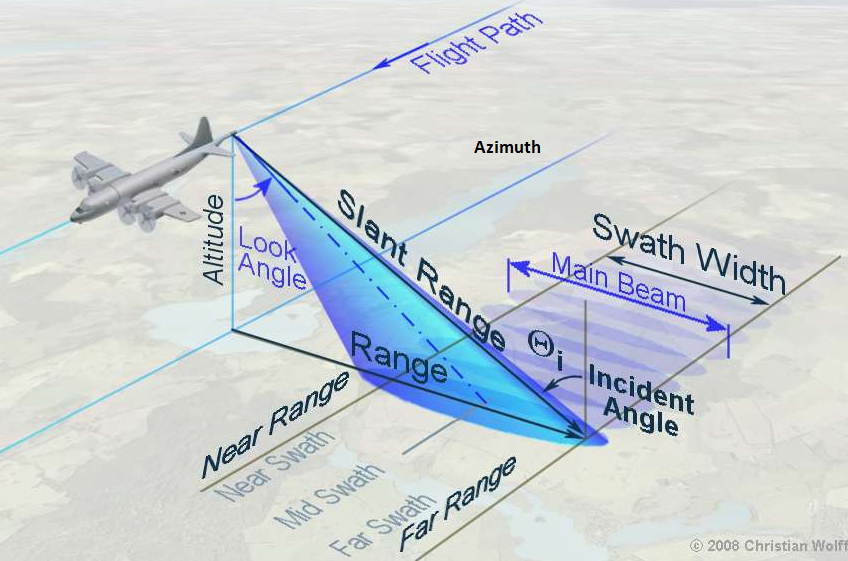 Flight Path
Azimuth
Altitude
Look
Angle
Slant Range
Swath Width
Main Beam
Range
Θi
Incident
Angle
Near Range
Near Swath
Mid Swath
Far Swath
Far Range
© 2008 Christian Wolff